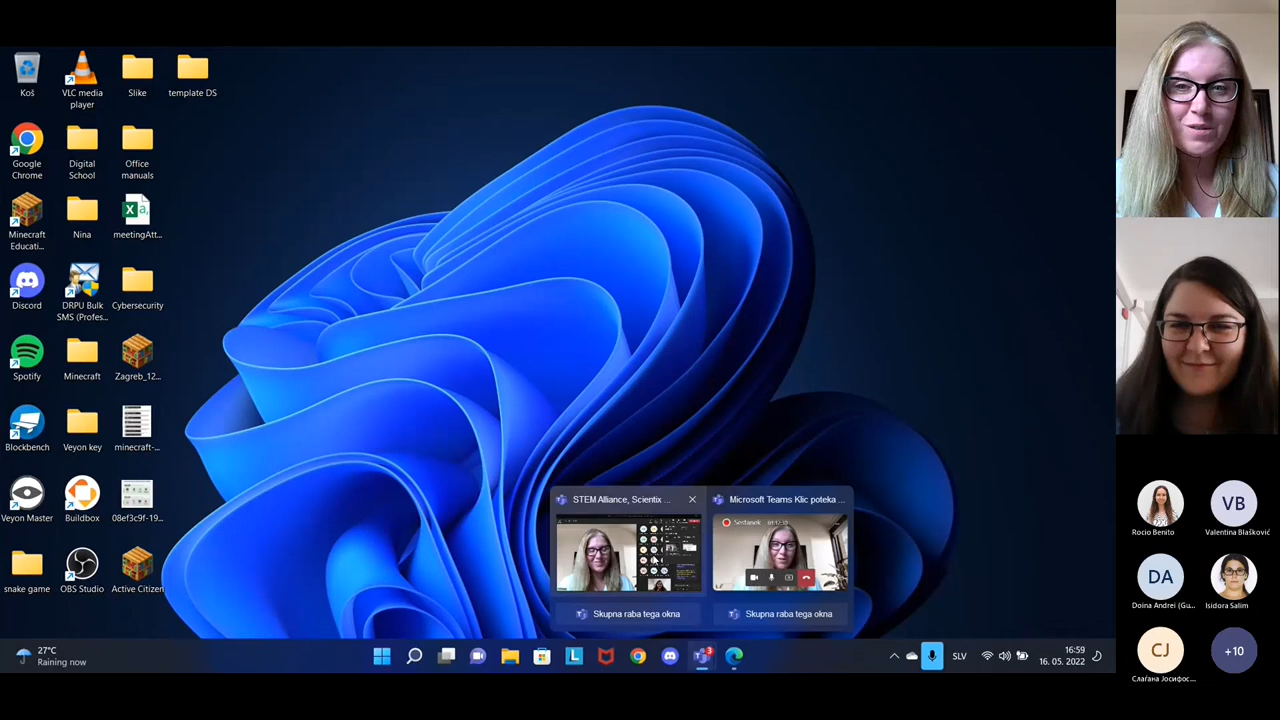 Koš
VLC media
player
Slike
template DS
Google
Chrome
Digital
School
Office
manuals
Minecraft
Educati...
Nina
meetingAtt...
Discord
DRPU Bulk
SMS (Profes...
Cybersecurity
Spotify
Minecraft
Zagreb_12...
Blockbench
Veyon key
minecraft-...
Veyon Master
Buildbox
08ef3c9f-19...
snake game
OBS Studio
Active Citizen
STEM Alliance, Scientix ...
Microsoft Teams Klic poteka ...
Sestanek
Skupna raba tega okna
Skupna raba tega okna
27°C
Raining now
3
SLV
16:59
16. 05. 2022
Rocio Benito
VB
Valentina Blašković
DA
Doina Andrei (Gu...
Isidora Salim
CJ
Слаѓана Јосифос...
+10